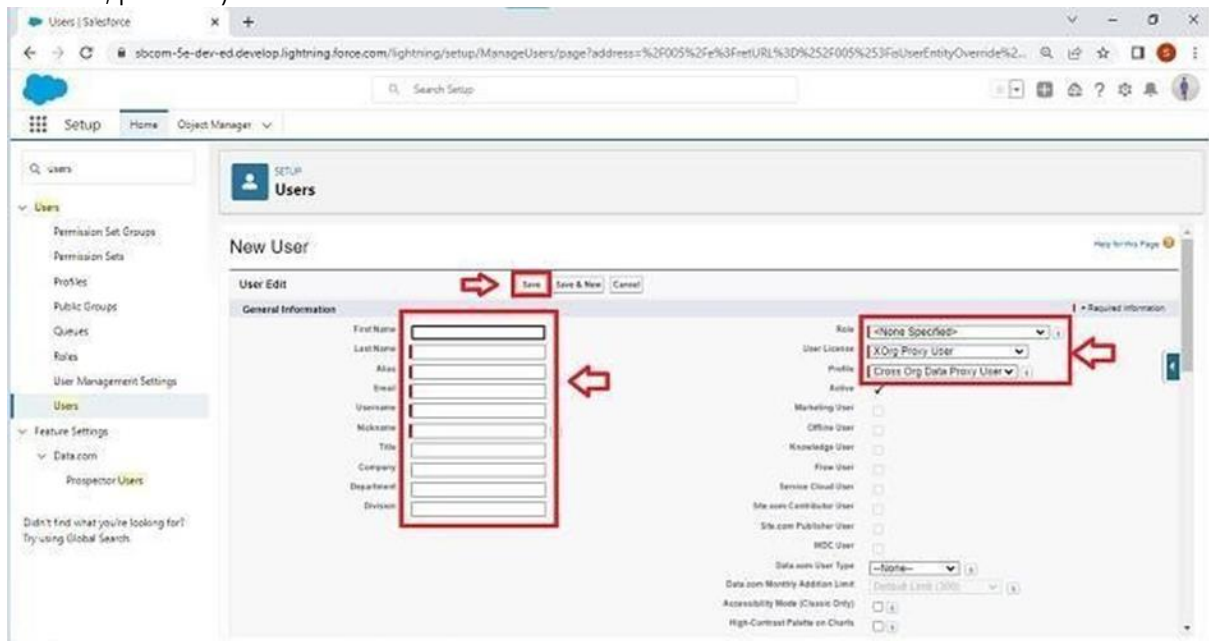 Users | Salesforce
sbcom-5e-dev-ed.develop.lightning.force.com/lightning/setup/ManageUsers/page?address=%2F005%2Fe%3FretURL%3D%252F005%253FisUserEntityOverride%2...
Search Setup
Setup Home Object Manager
users
SETUP
Users
Users
Permission Set Groups
Permission Sets
Profiles
Public Groups
Queues
Roles
User Management Settings
Users
Feature Settings
Data.com
Prospector Users
Didn't find what you're looking for?
Try using Global Search.
New User
Help for this Page
User Edit Save Save & New Cancel
General Information
= Required Information
First Name
Last Name
Alias
Email
Username
Nickname
Title
Company
Department
Division
Role <None Specified>
User License XOrg Proxy User
Profile Cross Org Data Proxy User
Active
Marketing User
Offline User
Knowledge User
Flow User
Service Cloud User
Site.com Contributor User
Site.com Publisher User
WDC User
Data.com User Type --None--
Data.com Monthly Addition Limit Default Limit (300)
Accessibility Mode (Classic Only)
High-Contrast Palette on Charts